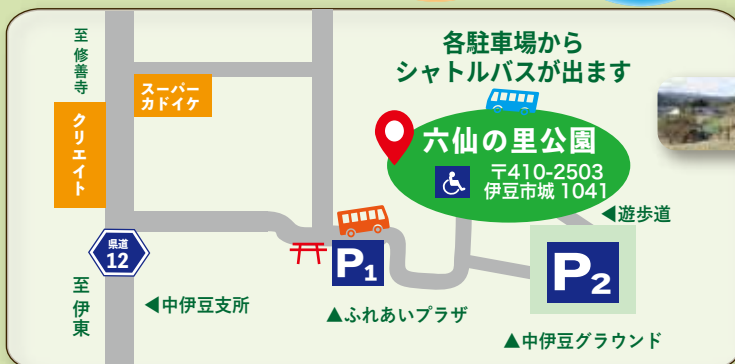 至修善寺
クリエイト
スーパー
カドイケ
各駐車場から
シャトルバスが出ます
六仙の里公園
〒410-2503
伊豆市城 1041
◀遊歩道
県道
12
至伊東
◀中伊豆支所
P1
▲ふれあいプラザ
P2
▲中伊豆グラウンド